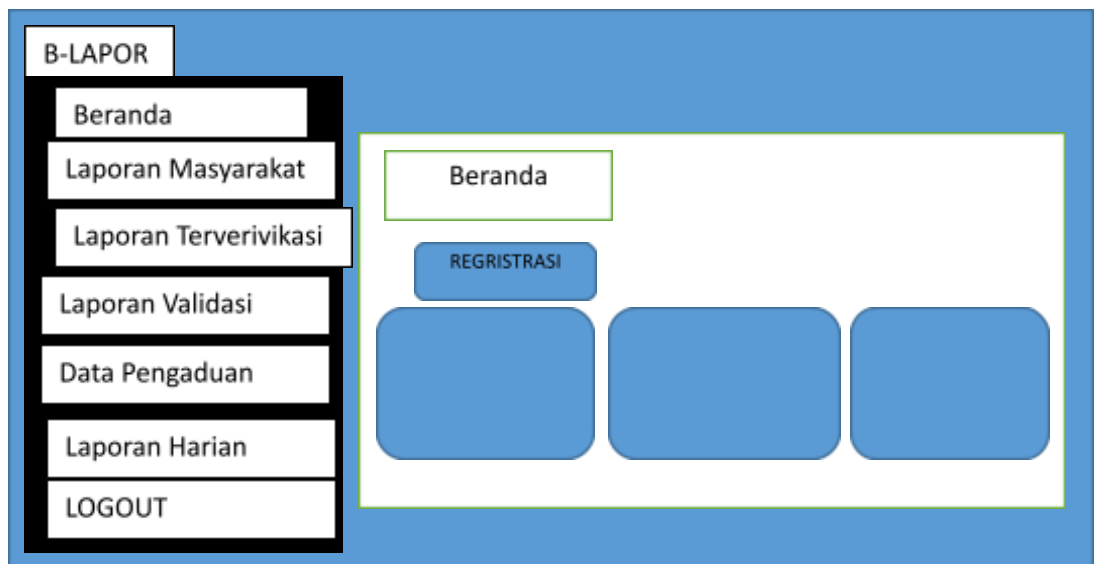 B-LAPOR
Beranda
Laporan Masyarakat
Laporan Terverivikasi
Laporan Validasi
Data Pengaduan
Laporan Harian
LOGOUT
Beranda
REGRISTRASI